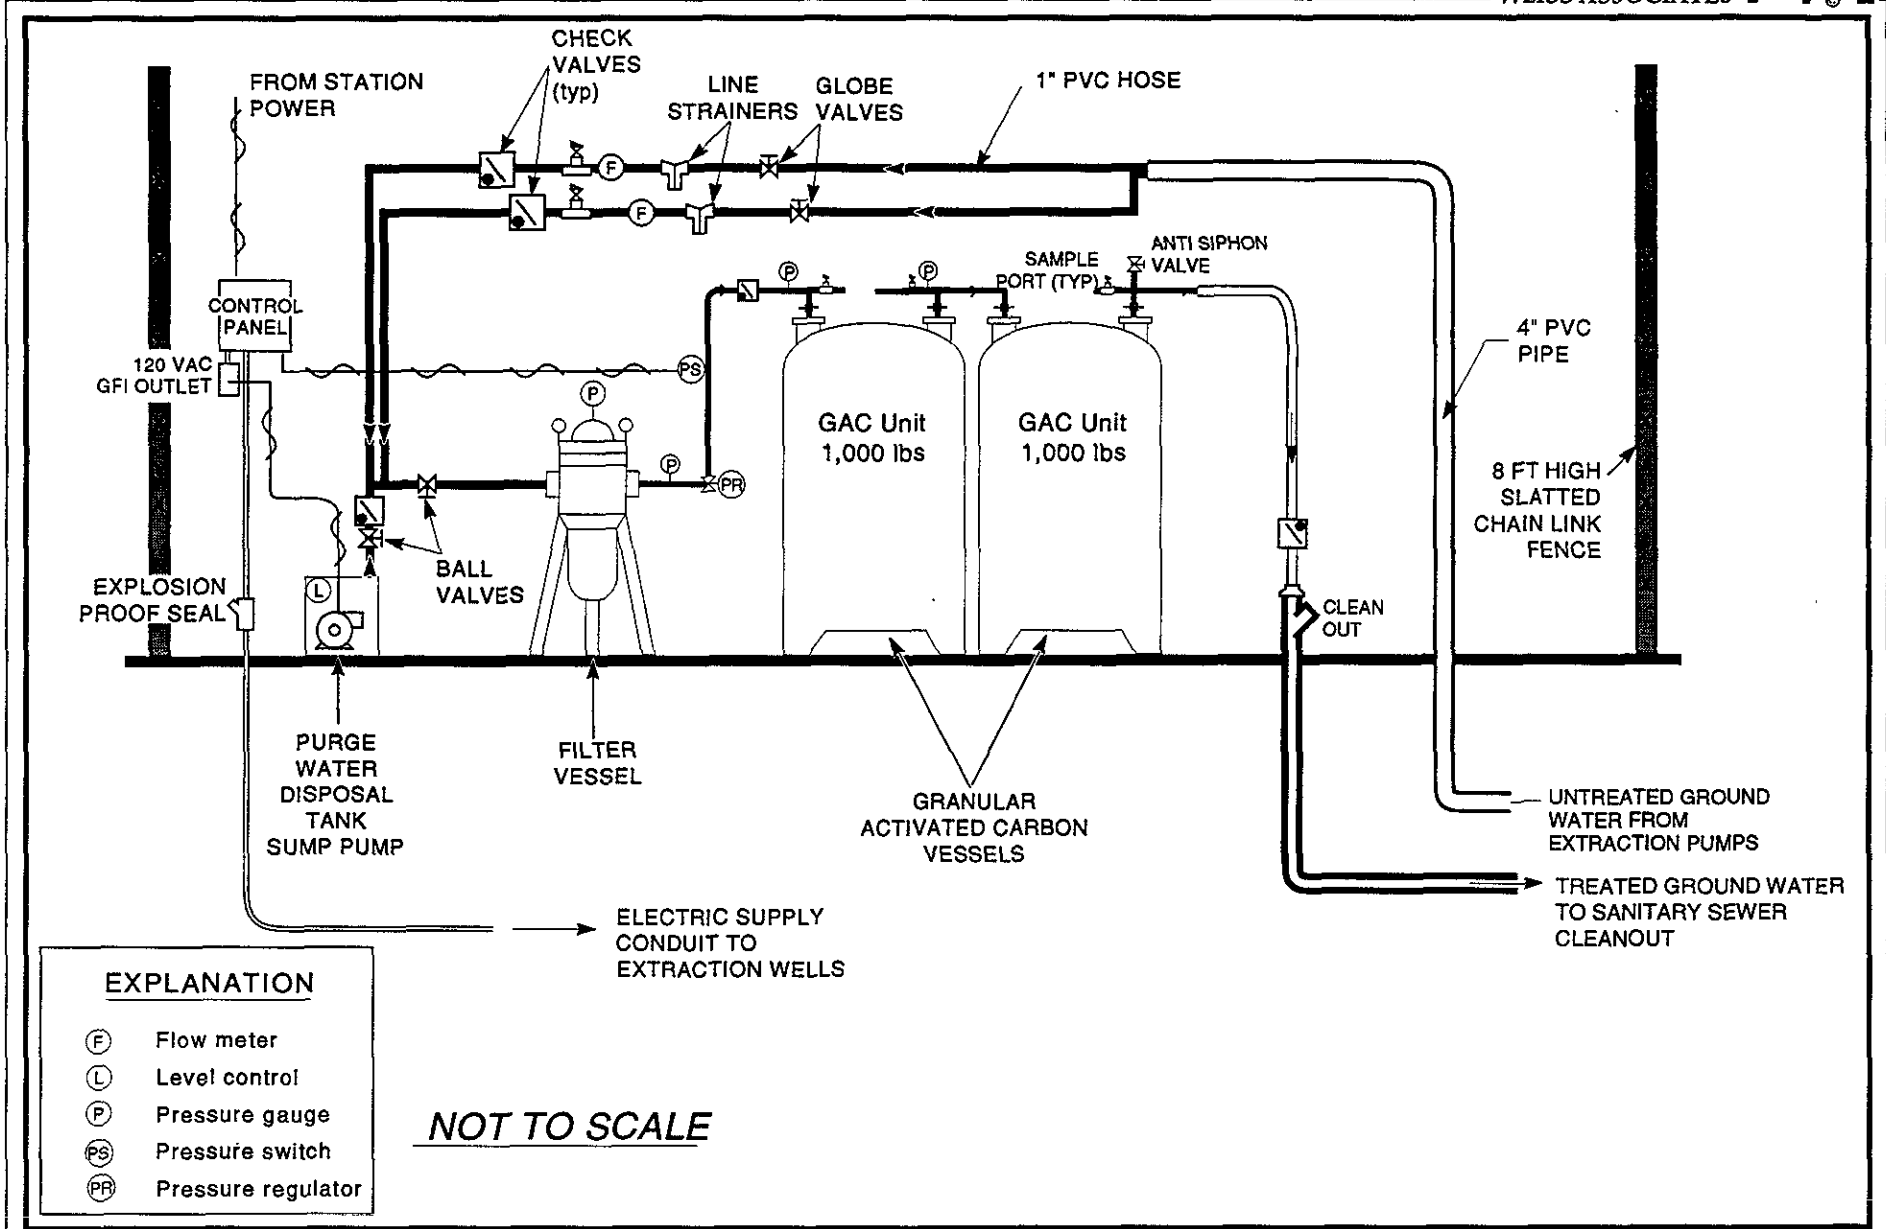 CHECK
VALVES
(typ)
FROM STATION
POWER
LINE
STRAINERS
GLOBE
VALVES
1" PVC HOSE
F
F
CONTROL
PANEL
120 VAC
GFI OUTLET
PS
P
P
PR
P
P
SAMPLE
PORT (TYP)
ANTI SIPHON
VALVE
GAC Unit
1,000 lbs
GAC Unit
1,000 lbs
4" PVC
PIPE
8 FT HIGH
SLATTED
CHAIN LINK
FENCE
BALL
VALVES
EXPLOSION
PROOF SEAL
L
CLEAN
OUT
PURGE
WATER
DISPOSAL
TANK
SUMP PUMP
FILTER
VESSEL
GRANULAR
ACTIVATED CARBON
VESSELS
UNTREATED GROUND
WATER FROM
EXTRACTION PUMPS
TREATED GROUND WATER
TO SANITARY SEWER
CLEANOUT
ELECTRIC SUPPLY
CONDUIT TO
EXTRACTION WELLS
EXPLANATION
F Flow meter
L Level control
P Pressure gauge
PS Pressure switch
PR Pressure regulator
NOT TO SCALE